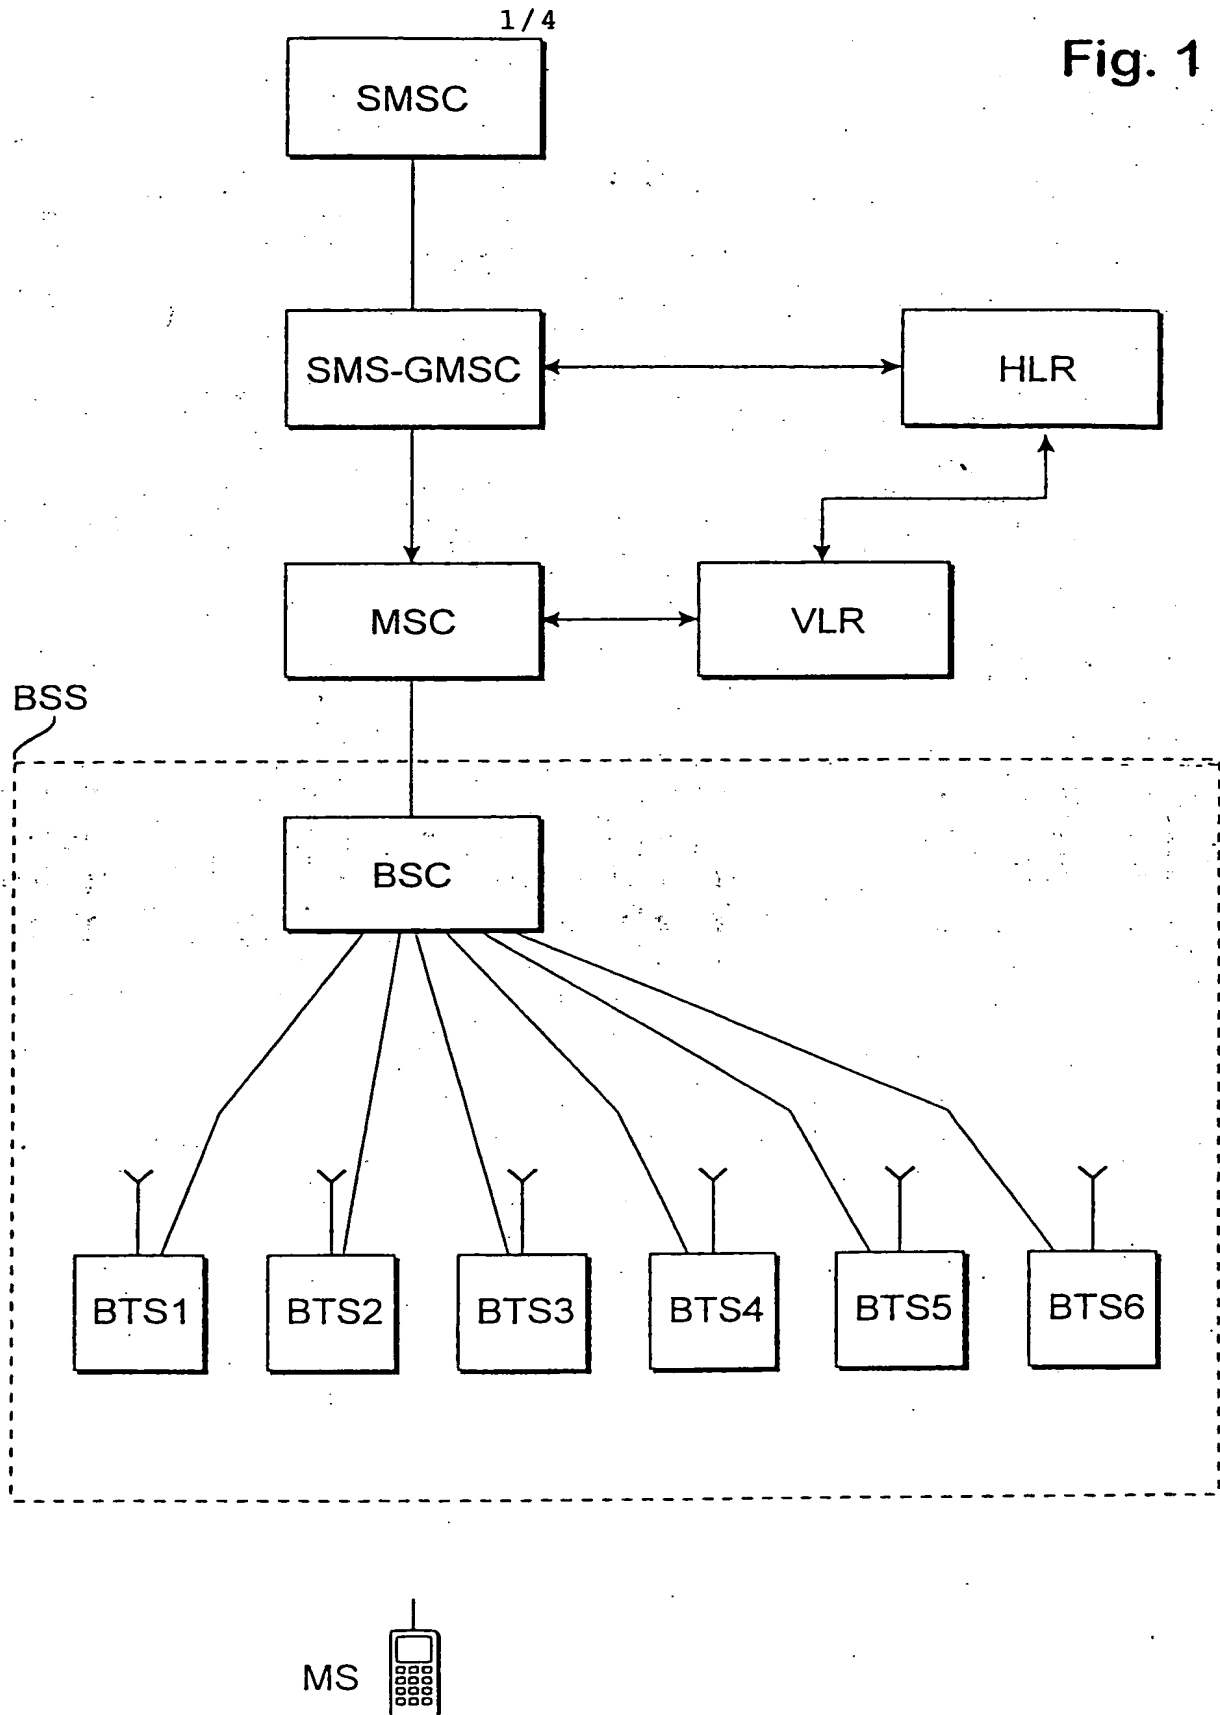 1/4
Fig. 1
SMSC
SMS-GMSC
HLR
MSC
VLR
BSS
BSC
BTS1
BTS2
BTS3
BTS4
BTS5
BTS6
MS